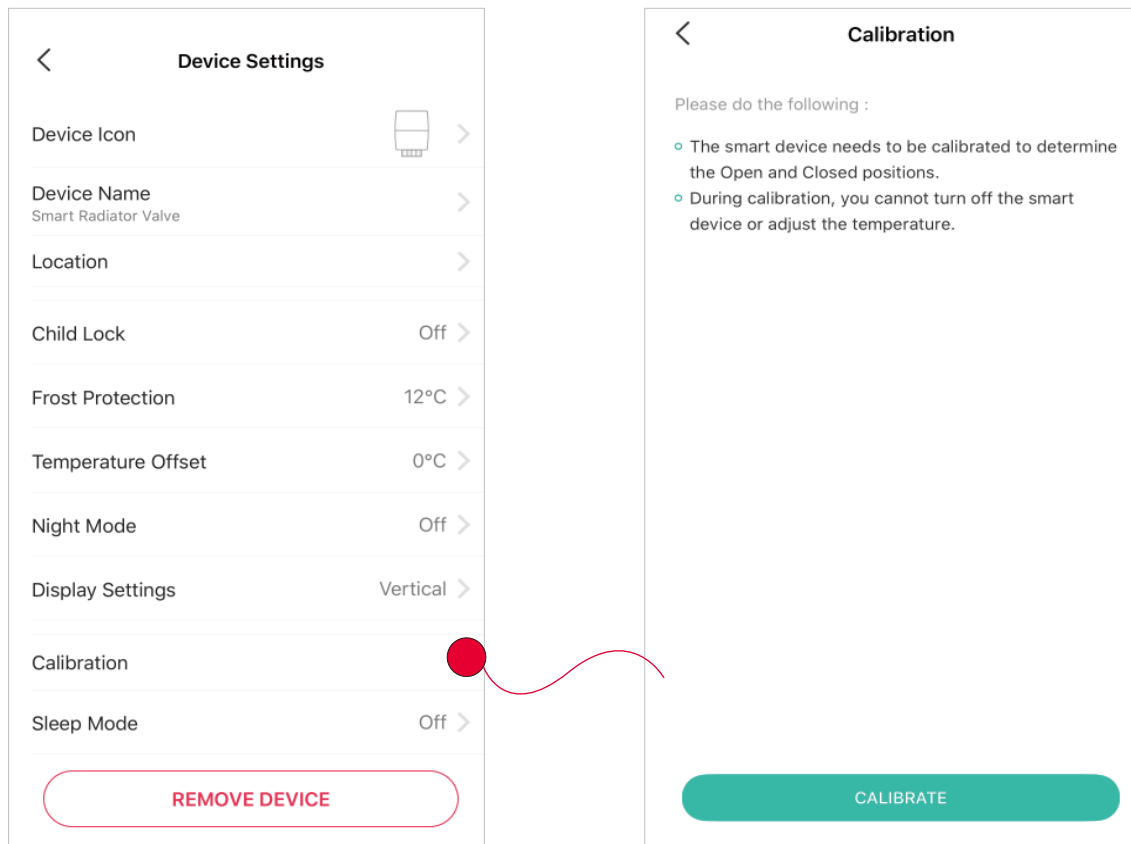 Device Settings
Device Icon
Device Name
Smart Radiator Valve
Location
Child Lock Off
Frost Protection 12°C
Temperature Offset 0°C
Night Mode Off
Display Settings Vertical
Calibration
Sleep Mode Off
REMOVE DEVICE
Calibration
Please do the following :
The smart device needs to be calibrated to determine
the Open and Closed positions.
During calibration, you cannot turn off the smart
device or adjust the temperature.
CALIBRATE